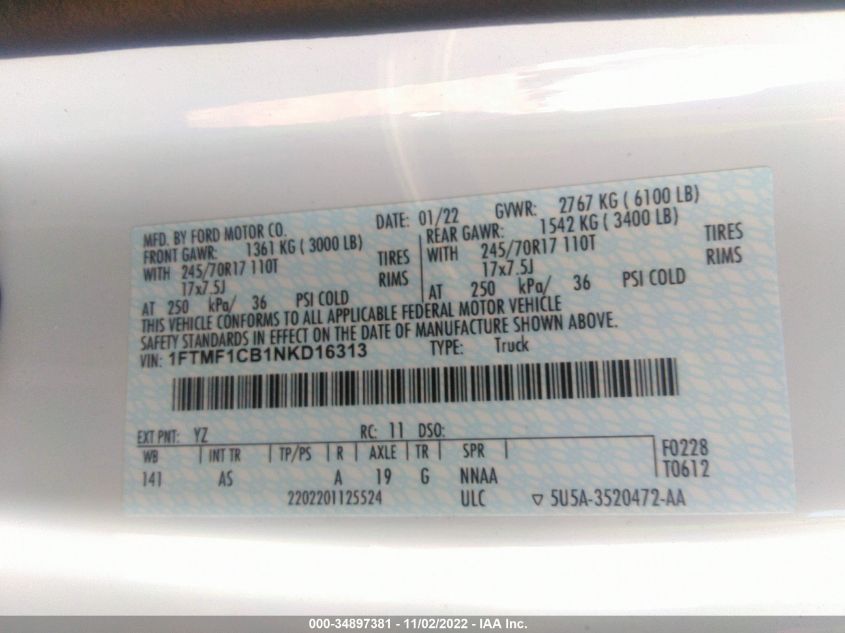 MFD. BY FORD MOTOR CO. DATE: 01/22 GVWR: 2767 KG ( 6100 LB)
FRONT GAWR: 1361 KG ( 3000 LB) REAR GAWR: 1542 KG ( 3400 LB)
WITH 245/70R17 110T TIRES WITH 245/70R17 110T TIRES
17x7.5J RIMS 17x7.5J RIMS
AT 250 kPa/ 36 PSI COLD AT 250 kPa/ 36 PSI COLD
THIS VEHICLE CONFORMS TO ALL APPLICABLE FEDERAL MOTOR VEHICLE
SAFETY STANDARDS IN EFFECT ON THE DATE OF MANUFACTURE SHOWN ABOVE.
VIN: 1FTMF1CB1NKD16313 TYPE: Truck
EXT PNT: YZ RC: 11 DSO:
WB INT TR TP/PS R AXLE TR SPR F0228
141 AS A 19 G NNAA T0612
2202201125524 ULC ▽ 5U5A-3520472-AA
000-34897381 - 11/02/2022 - IAA Inc.